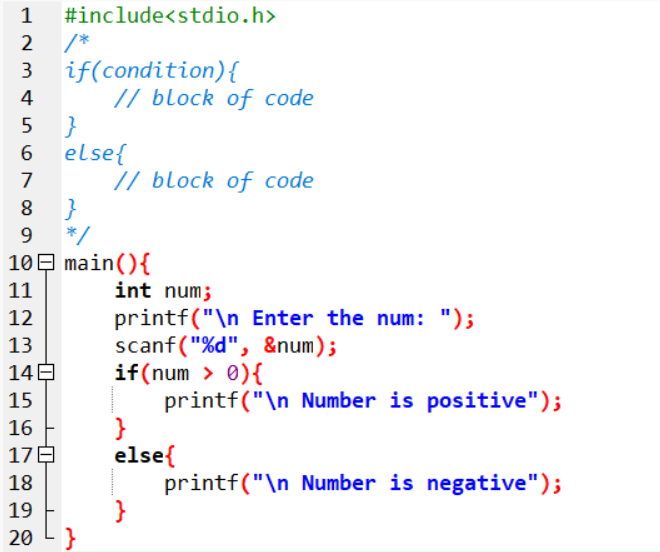 1 #include<stdio.h>
2 /*
3 if(condition){
4     // block of code
5 }
6 else{
7     // block of code
8 }
9 */
10 main(){
11     int num;
12     printf("\n Enter the num: ");
13     scanf("%d", &num);
14     if(num > 0){
15         printf("\n Number is positive");
16     }
17     else{
18         printf("\n Number is negative");
19     }
20 }